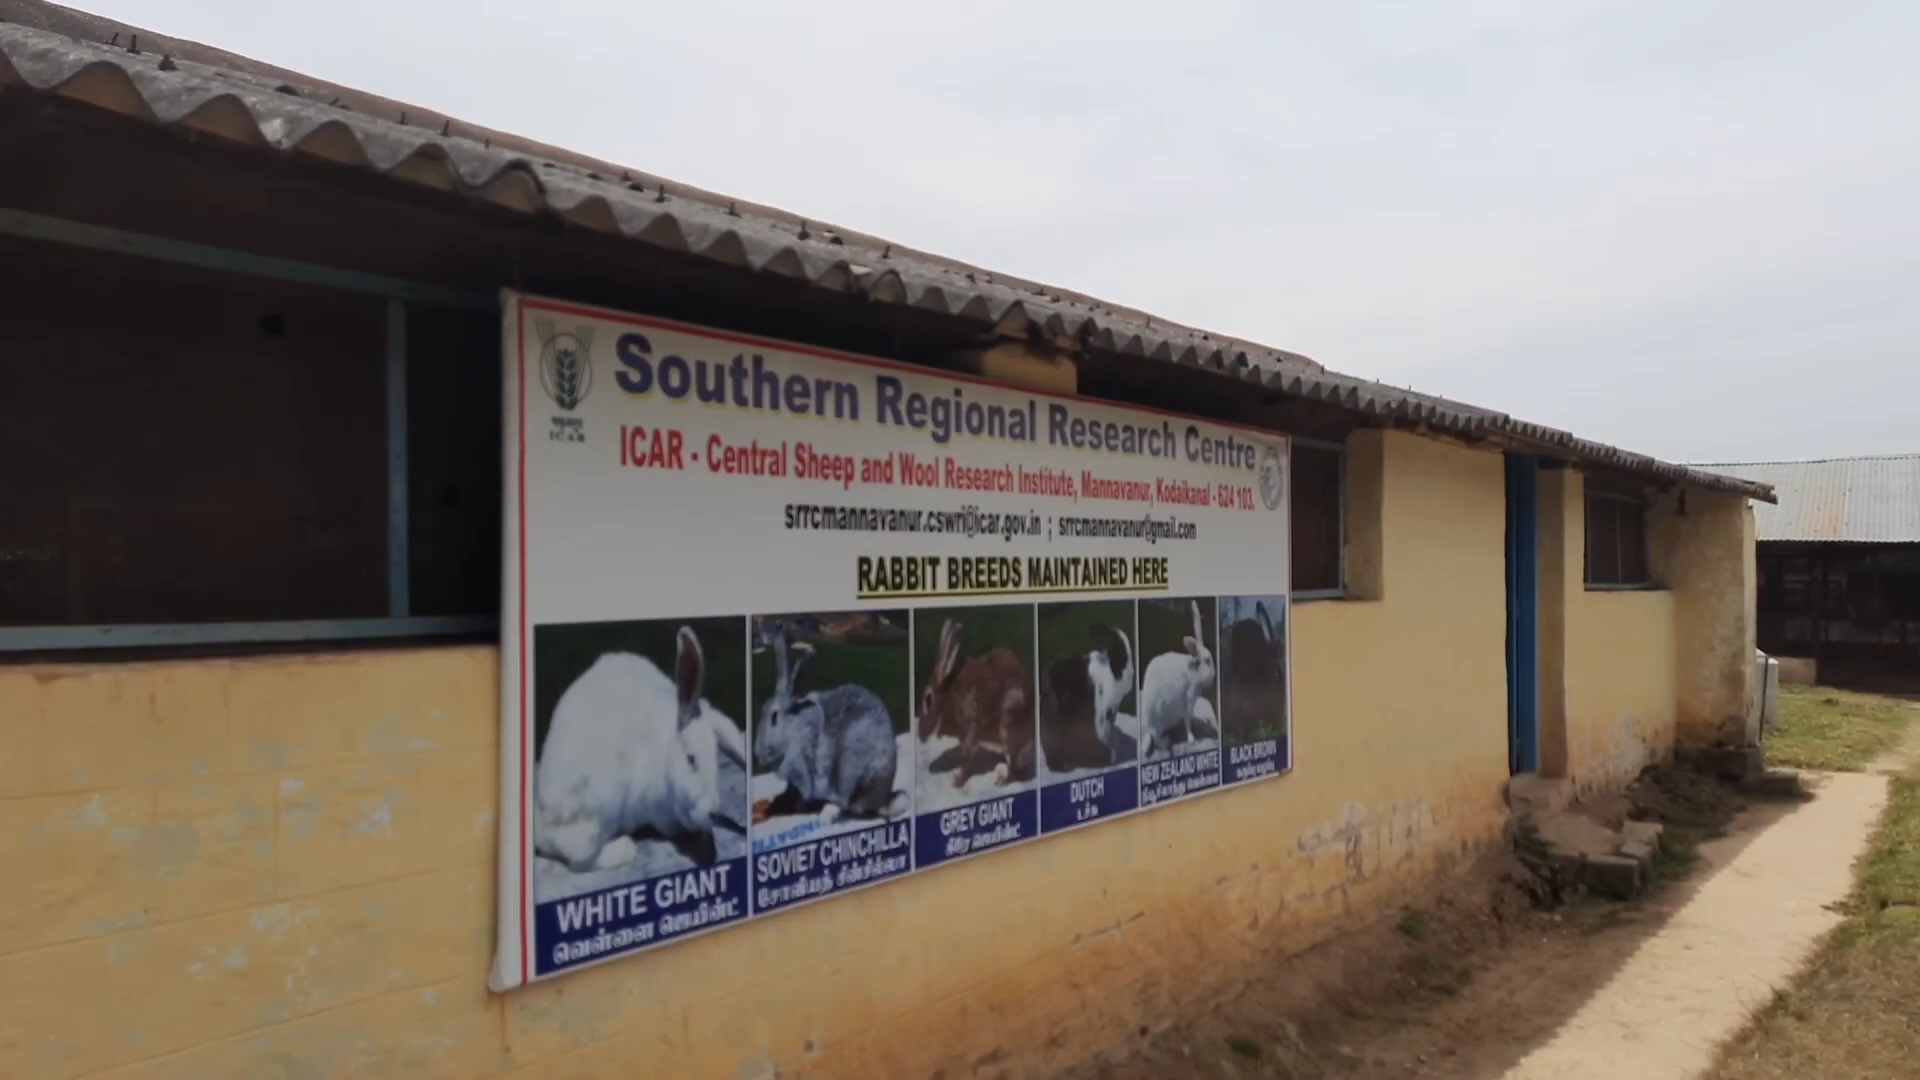 Southern Regional Research Centre
ICAR
ICAR - Central Sheep and Wool Research Institute, Mannavanur, Kodaikanal - 624 103.
srrcmannavanur.cswri@icar.gov.in ; srrcmannavanur@gmail.com
RABBIT BREEDS MAINTAINED HERE
WHITE GIANT
வெள்ளை ஜெயின்ட்
SOVIET CHINCHILLA
சோவியத் சின்சில்லா
GREY GIANT
கிரே ஜெயின்ட்
DUTCH
டச்சு
NEW ZEALAND WHITE
BLACK BROWN